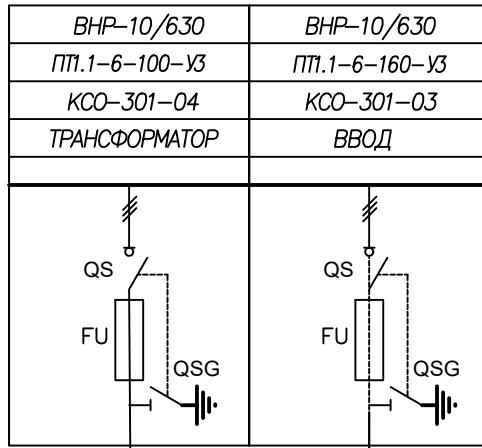 ВНР-10/630 ВНР-10/630
ПТ1.1-6-100-У3 ПТ1.1-6-160-У3
КСО-301-04 КСО-301-03
ТРАНСФОРМАТОР ВВОД
QS QS
FU FU
QSG QSG